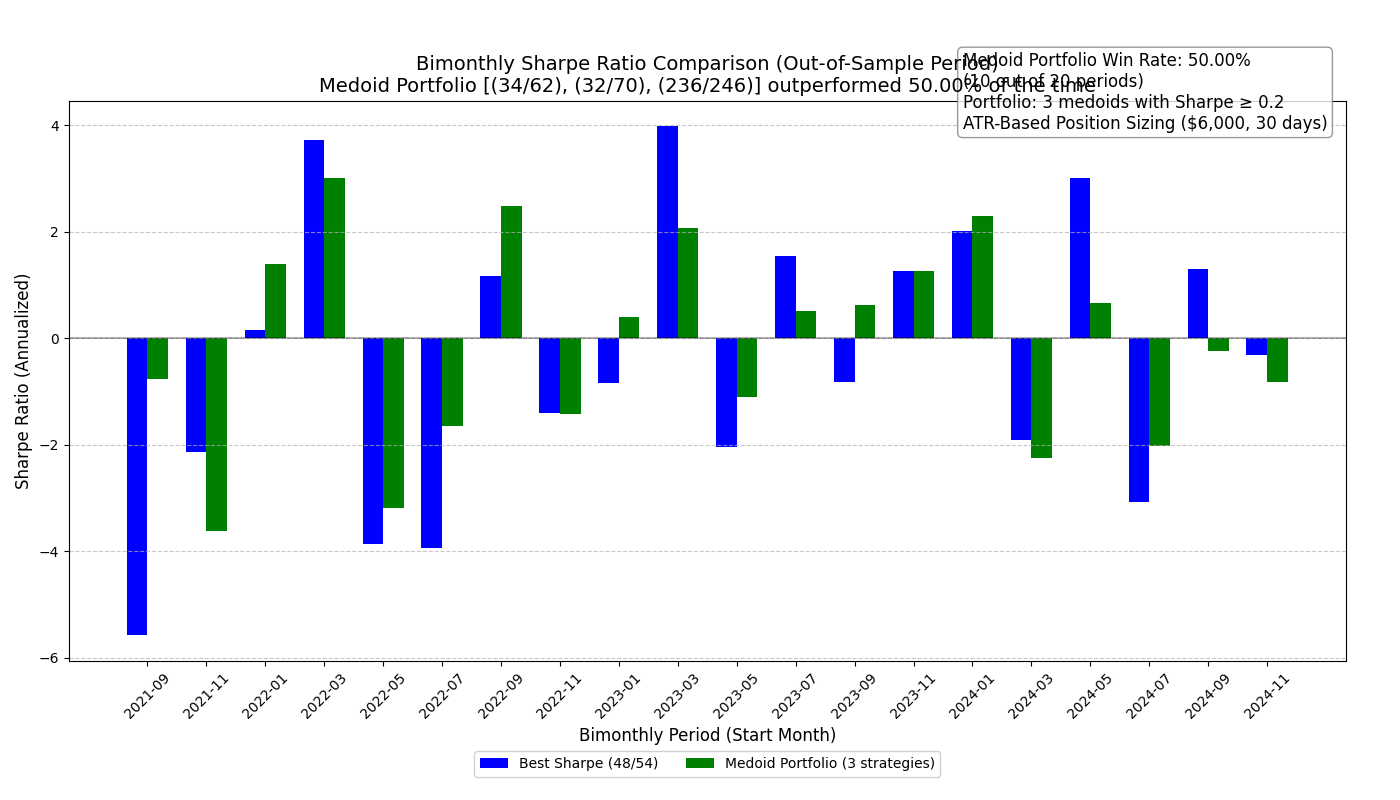 Bimonthly Sharpe Ratio Comparison (Out-of-Sample Period)
Medoid Portfolio [(34/62), (32/70), (236/246)] outperformed 50.00% of the time
Medoid Portfolio Win Rate: 50.00%
(10 out of 20 periods)
Portfolio: 3 medoids with Sharpe ≥ 0.2
ATR-Based Position Sizing ($6,000, 30 days)
Sharpe Ratio (Annualized)
4
2
0
−2
−4
−6
2021-09
2021-11
2022-01
2022-03
2022-05
2022-07
2022-09
2022-11
2023-01
2023-03
2023-05
2023-07
2023-09
2023-11
2024-01
2024-03
2024-05
2024-07
2024-09
2024-11
Bimonthly Period (Start Month)
Best Sharpe (48/54)
Medoid Portfolio (3 strategies)